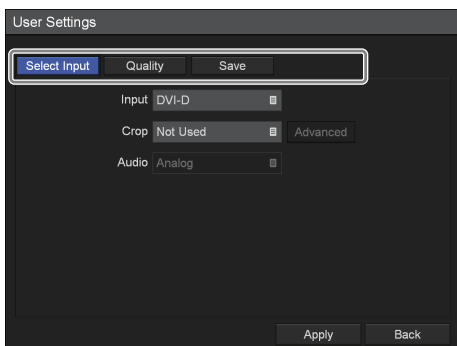 User Settings
Select Input Quality Save
Input DVI-D
Crop Not Used Advanced
Audio Analog
Apply Back